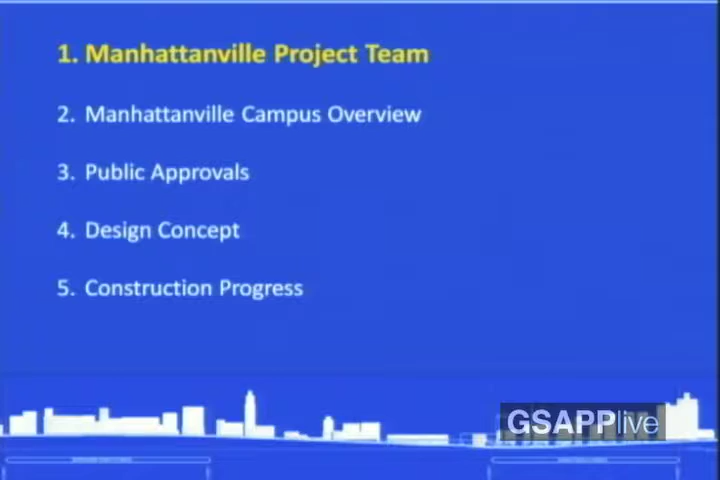 1. Manhattanville Project Team
2. Manhattanville Campus Overview
3. Public Approvals
4. Design Concept
5. Construction Progress
GSAPPlive